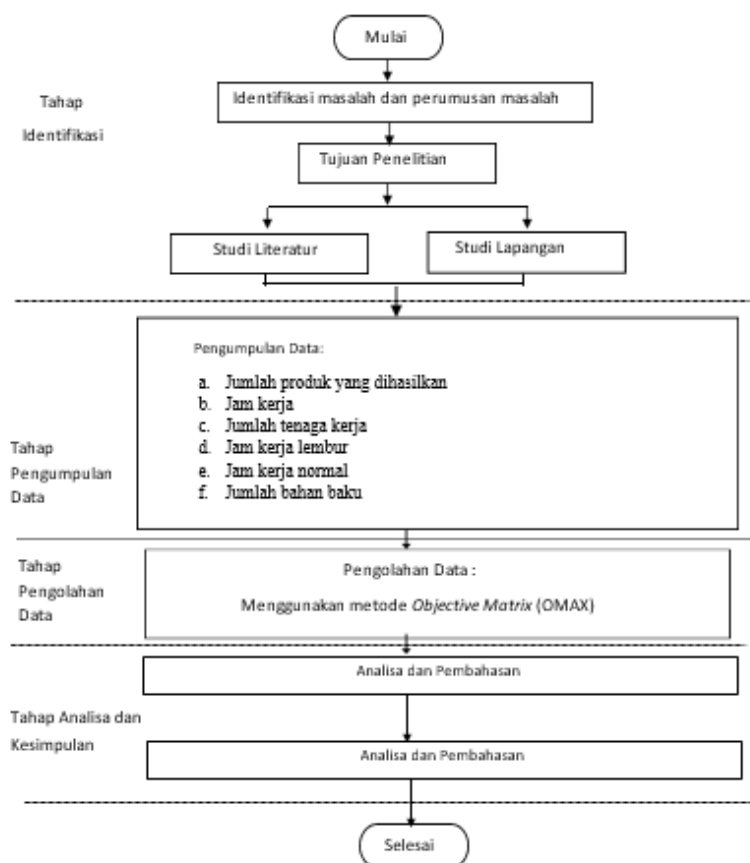 Mulai
Tahap
Identifikasi
Identifikasi masalah dan perumusan masalah
Tujuan Penelitian
Studi Literatur
Studi Lapangan
Tahap
Pengumpulan
Data
Pengumpulan Data:
a. Jumlah produk yang dihasilkan
b. Jam kerja
c. Jumlah tenaga kerja
d. Jam kerja lembur
e. Jam kerja normal
f. Jumlah bahan baku
Tahap
Pengolahan
Data
Pengolahan Data :
Menggunakan metode Objective Matrix (OMAX)
Tahap Analisa dan
Kesimpulan
Analisa dan Pembahasan
Analisa dan Pembahasan
Selesai